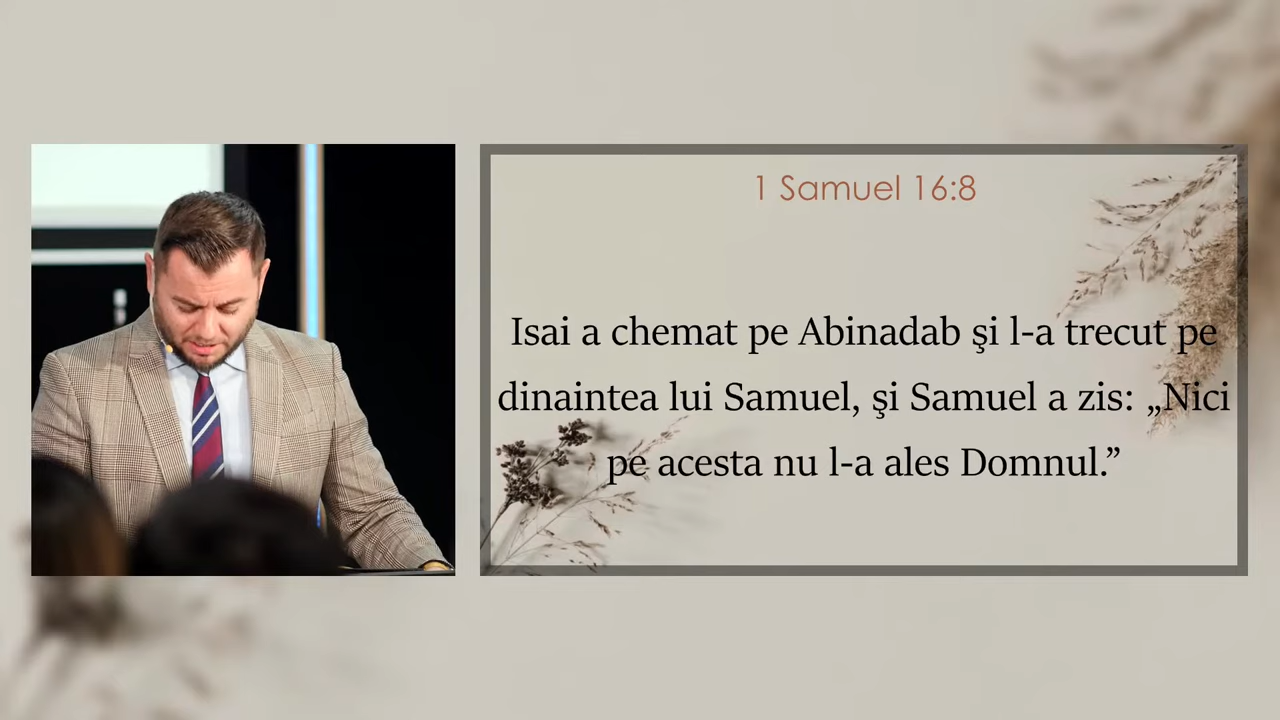 1 Samuel 16:8
Isai a chemat pe Abinadab şi l-a trecut pe
dinaintea lui Samuel, şi Samuel a zis: „Nici
pe acesta nu l-a ales Domnul.”